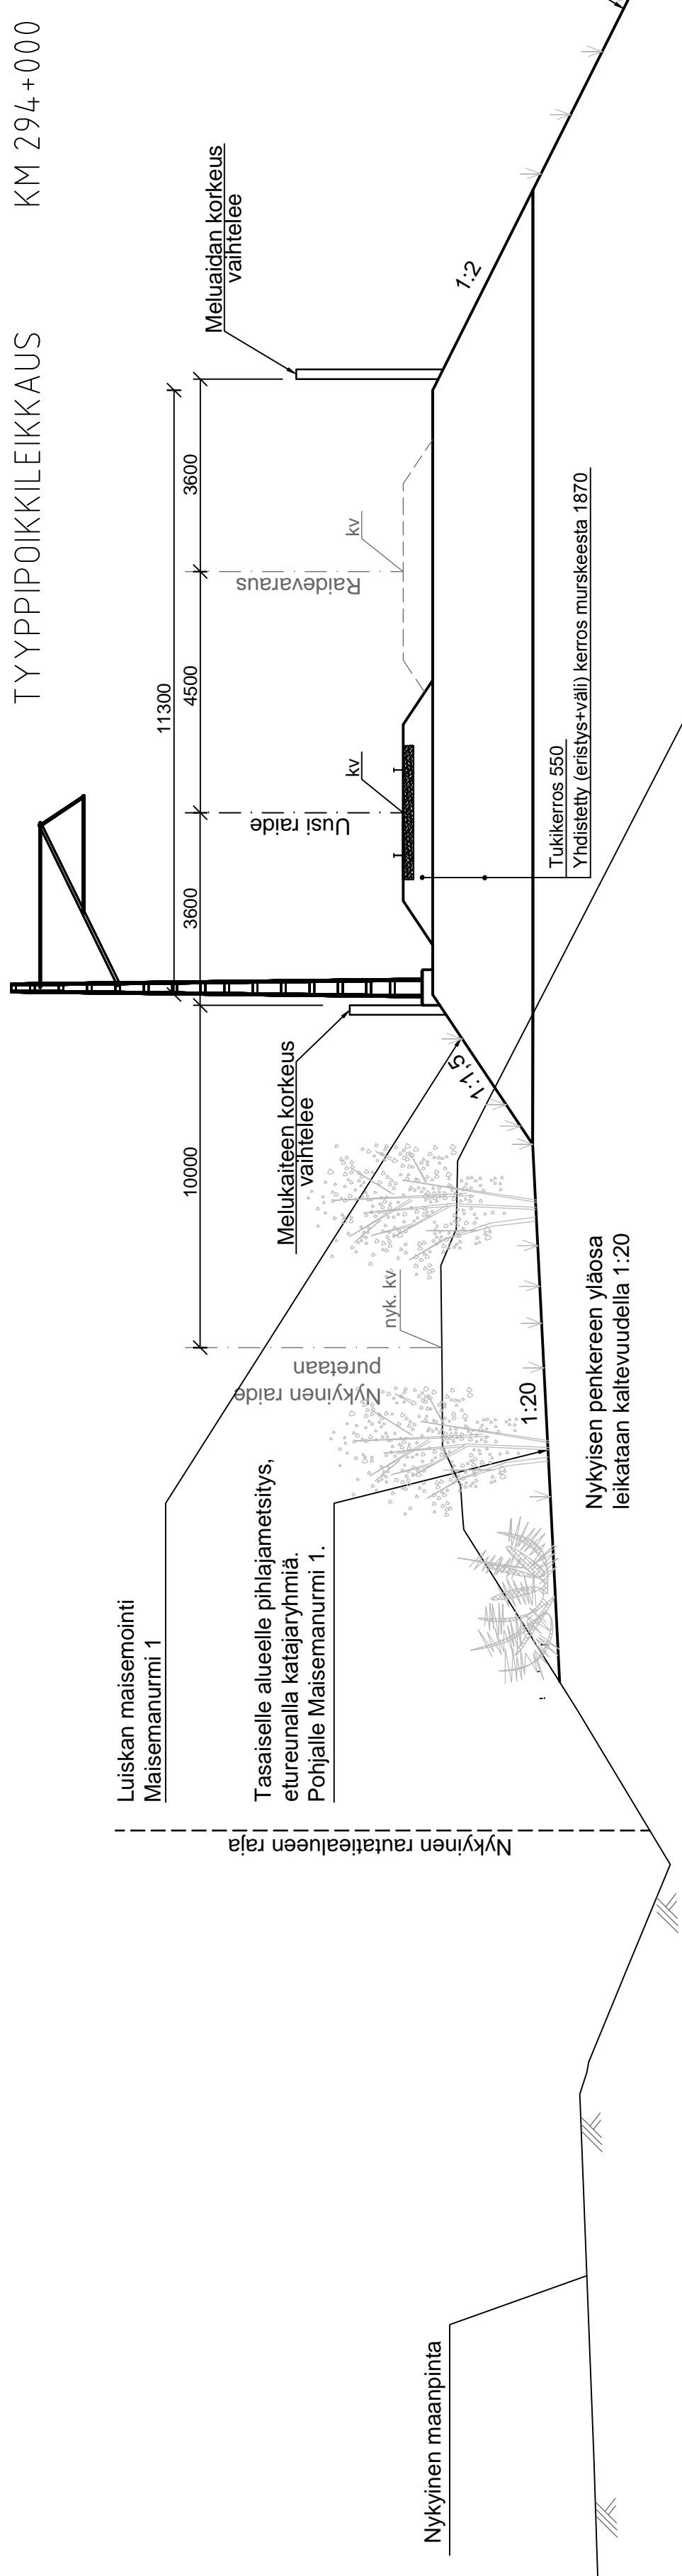 TYYPPIPOIKKILEIKKAUS KM 294+000
11300
10000
3600
4500
3600
Meluaidan korkeus
vaihtelee
Melukaiteen korkeus
vaihtelee
Luiskan maisemointi
Maisemanurmi 1
Tasaiselle alueelle pihlajametsitys,
etureunalla katajaryhmiä.
Pohjalle Maisemanurmi 1.
Nykyinen rautatiealueen raja
Nykyinen raide
puretaan
nyk. kv
Uusi raide
kv
Raidevaraus
kv
1:1,5
1:2
1:20
Tukikerros 550
Yhdistetty (eristys+väli) kerros murskeesta 1870
Nykyisen penkereen yläosa
leikataan kaltevuudella 1:20
Nykyinen maanpinta